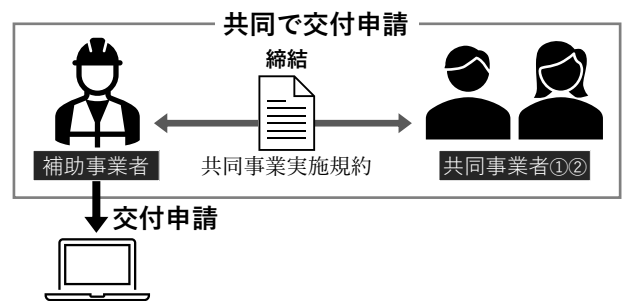 共同で交付申請
締結
補助事業者
共同事業実施規約
共同事業者①②
交付申請